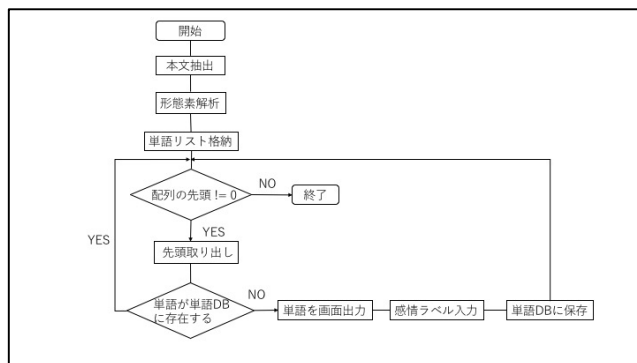 開始
本文抽出
形態素解析
単語リスト格納
配列の先頭 != 0
NO
終了
YES
YES
先頭取り出し
単語が単語DB
に存在する
NO
単語を画面出力
感情ラベル入力
単語DBに保存